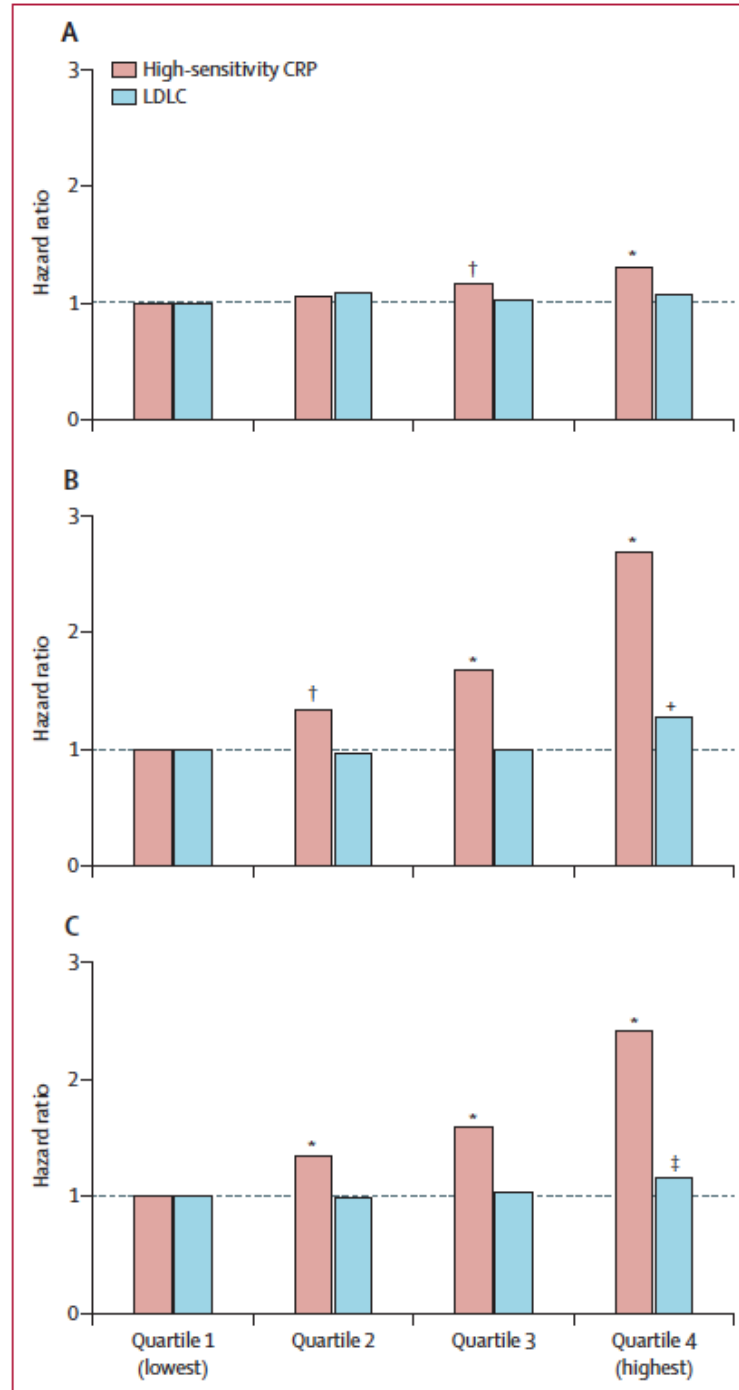 A
3
High-sensitivity CRP
LDLC
2
Hazard ratio
*
†
1
0
B
3
*
2
Hazard ratio
*
†
+
1
0
C
3
*
2
Hazard ratio
*
*
‡
1
0
Quartile 1 Quartile 2 Quartile 3 Quartile 4
(lowest) (highest)